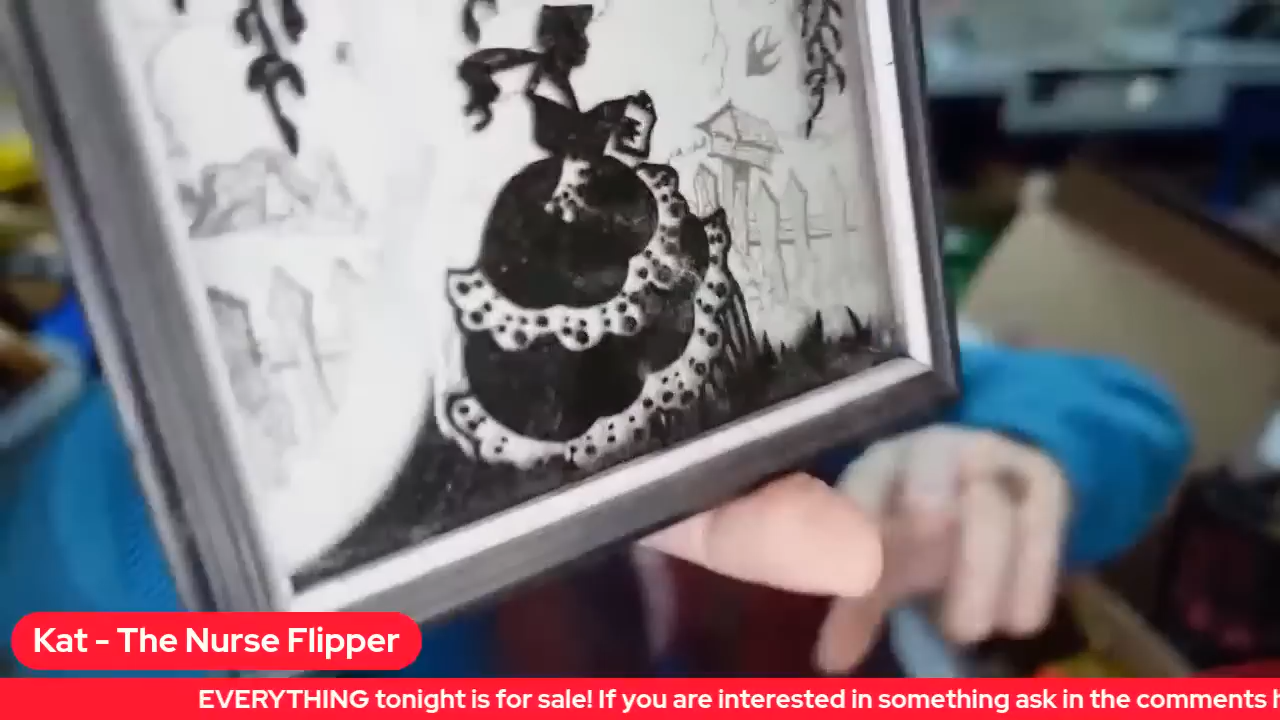 Kat - The Nurse Flipper
EVERYTHING tonight is for sale! If you are interested in something ask in the comments